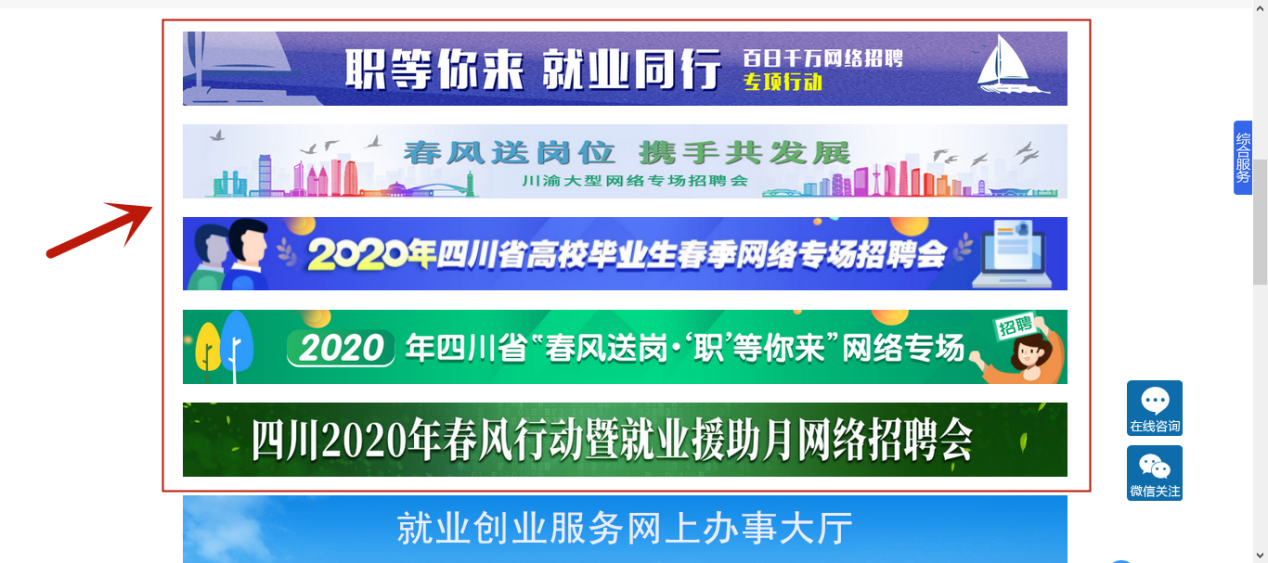 职等你来 就业同行 百日千万网络招聘
专项行动
春风送岗位 携手共发展
川渝大型网络专场招聘会
综合服务
2020年四川省高校毕业生春季网络专场招聘会
2020 年四川省“春风送岗·‘职’等你来”网络专场
招聘
四川2020年春风行动暨就业援助月网络招聘会
在线咨询
微信关注
就业创业服务网上办事大厅